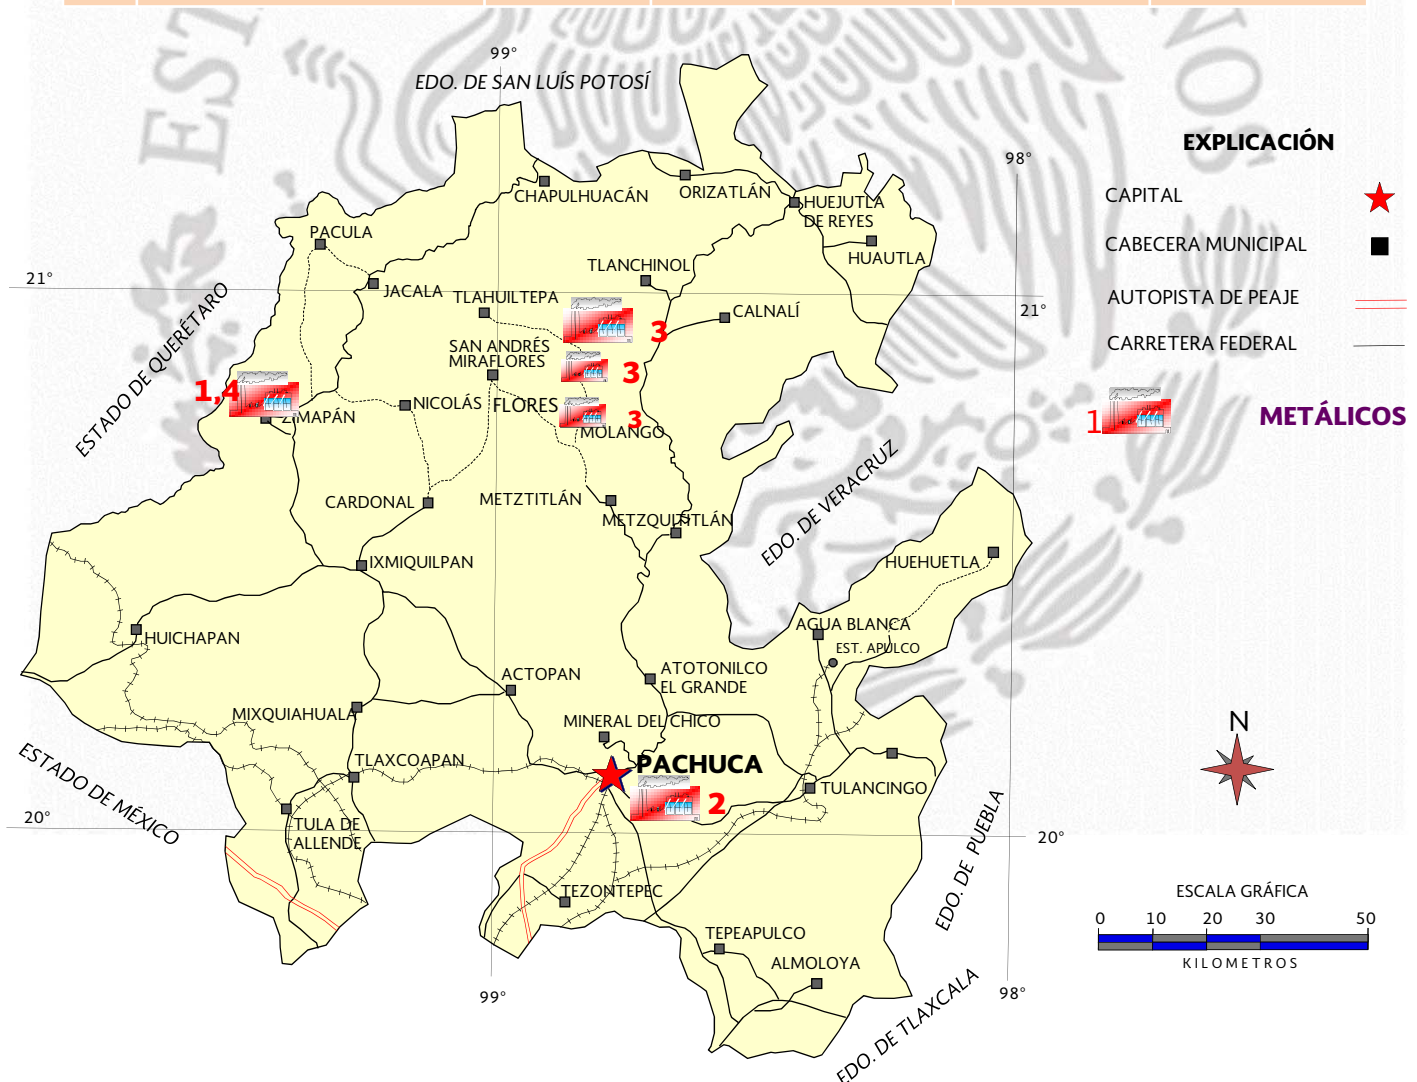 99°
EDO. DE SAN LUÍS POTOSÍ
EXPLICACIÓN
98°
CAPITAL
CHAPULHUACÁN
ORIZATLÁN
HUEJUTLA
DE REYES
PACULA
CABECERA MUNICIPAL
HUAUTLA
TLANCHINOL
21°
JACALA
TLAHUILTEPA
AUTOPISTA DE PEAJE
CALNALÍ
21°
ESTADO DE QUERÉTARO
3
SAN ANDRÉS
MIRAFLORES
CARRETERA FEDERAL
3
1,4
NICOLÁS
FLORES
3
ZIMAPÁN
MOLANGO
1
METÁLICOS
CARDONAL
METZTITLÁN
METZQUITITLÁN
EDO. DE VERACRUZ
IXMIQUILPAN
HUEHUETLA
HUICHAPAN
AGUA BLANCA
EST. APULCO
ACTOPAN
ATOTONILCO
EL GRANDE
MIXQUIAHUALA
MINERAL DEL CHICO
N
TLAXCOAPAN
PACHUCA
2
TULANCINGO
ESTADO DE MÉXICO
20°
TULA DE
ALLENDE
20°
EDO. DE PUEBLA
TEZONTEPEC
ESCALA GRÁFICA
0 10 20 30 50
KILOMETROS
TEPEAPULCO
ALMOLOYA
99°
98°
EDO. DE TLAXCALA